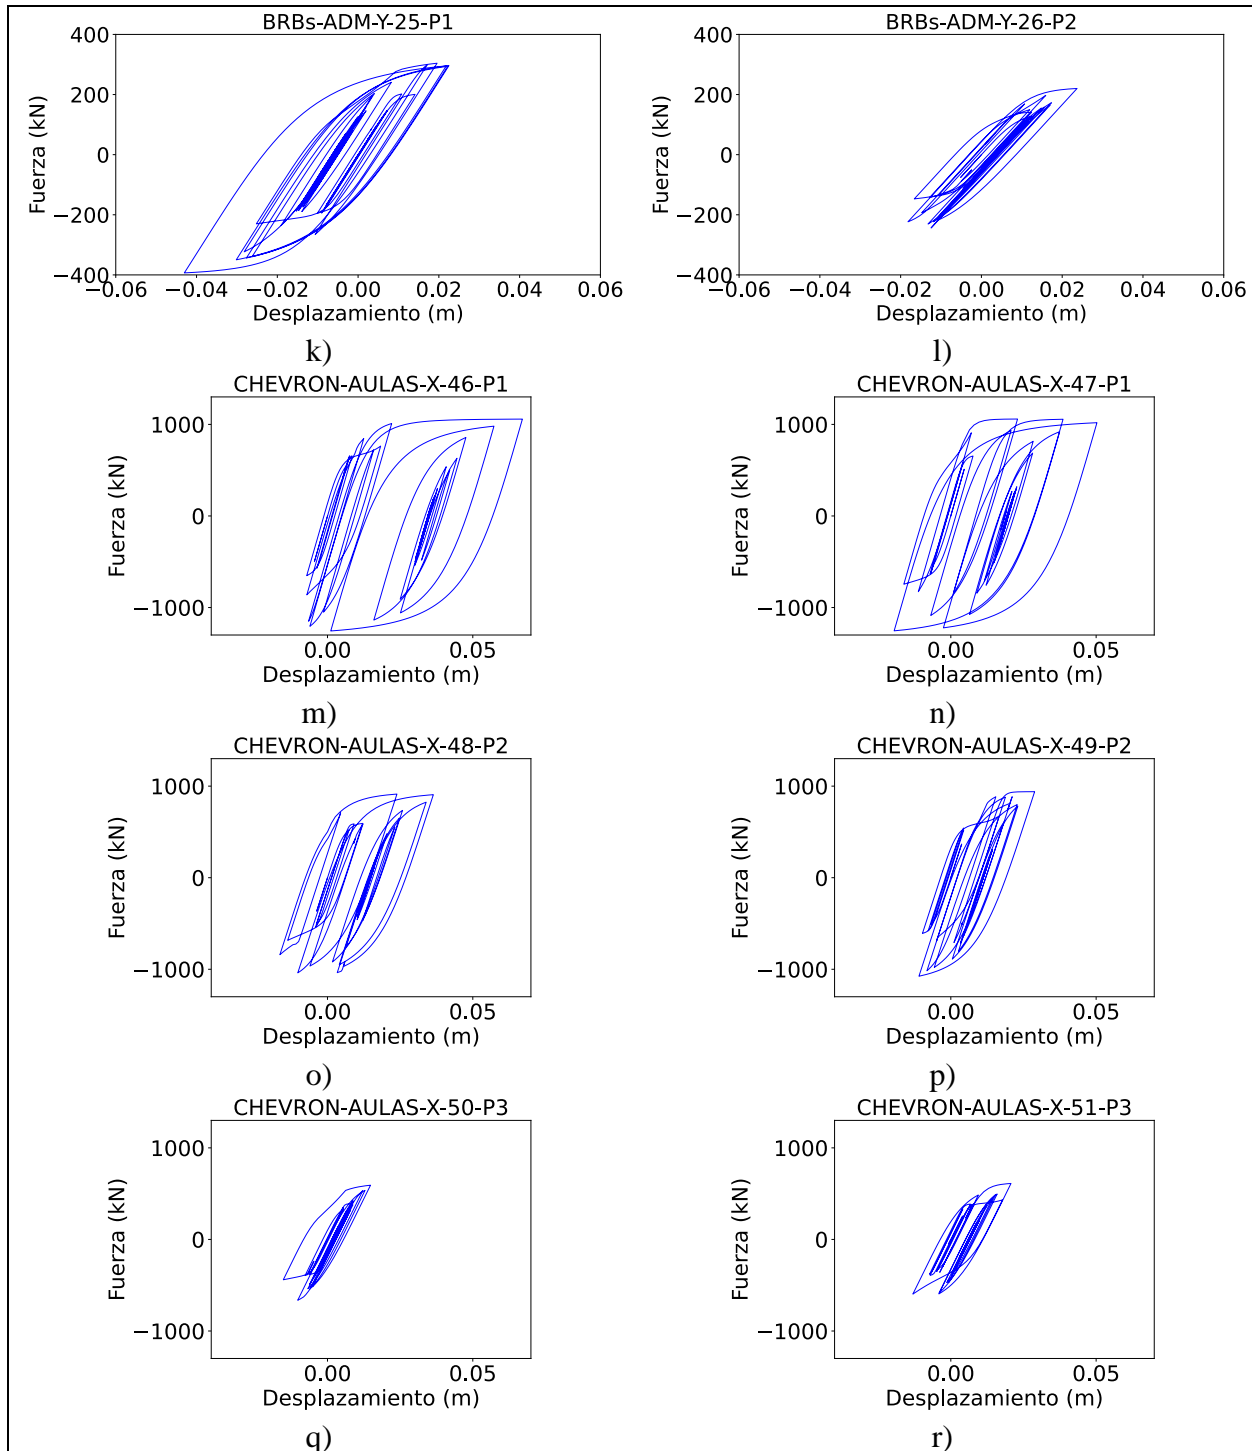 BRBs-ADM-Y-25-P1
400
200
0
−200
−400
Fuerza (kN)
−0.06 −0.04 −0.02 0.00 0.02 0.04 0.06
Desplazamiento (m)
k)
BRBs-ADM-Y-26-P2
400
200
0
−200
−400
Fuerza (kN)
−0.06 −0.04 −0.02 0.00 0.02 0.04 0.06
Desplazamiento (m)
l)
CHEVRON-AULAS-X-46-P1
1000
0
−1000
Fuerza (kN)
0.00 0.05
Desplazamiento (m)
m)
CHEVRON-AULAS-X-47-P1
1000
0
−1000
Fuerza (kN)
0.00 0.05
Desplazamiento (m)
n)
CHEVRON-AULAS-X-48-P2
1000
0
−1000
Fuerza (kN)
0.00 0.05
Desplazamiento (m)
o)
CHEVRON-AULAS-X-49-P2
1000
0
−1000
Fuerza (kN)
0.00 0.05
Desplazamiento (m)
p)
CHEVRON-AULAS-X-50-P3
1000
0
−1000
Fuerza (kN)
0.00 0.05
Desplazamiento (m)
q)
CHEVRON-AULAS-X-51-P3
1000
0
−1000
Fuerza (kN)
0.00 0.05
Desplazamiento (m)
r)